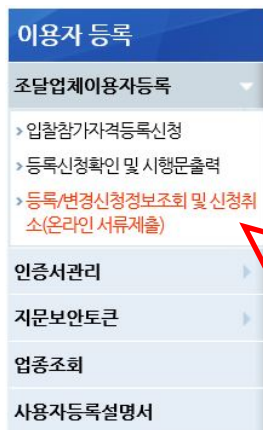 이용자 등록
조달업체이용자등록
입찰참가자격등록신청
등록신청확인 및 시행문출력
등록/변경신청정보조회 및 신청취
소(온라인 서류제출)
인증서관리
지문보안토큰
업종조회
사용자등록설명서